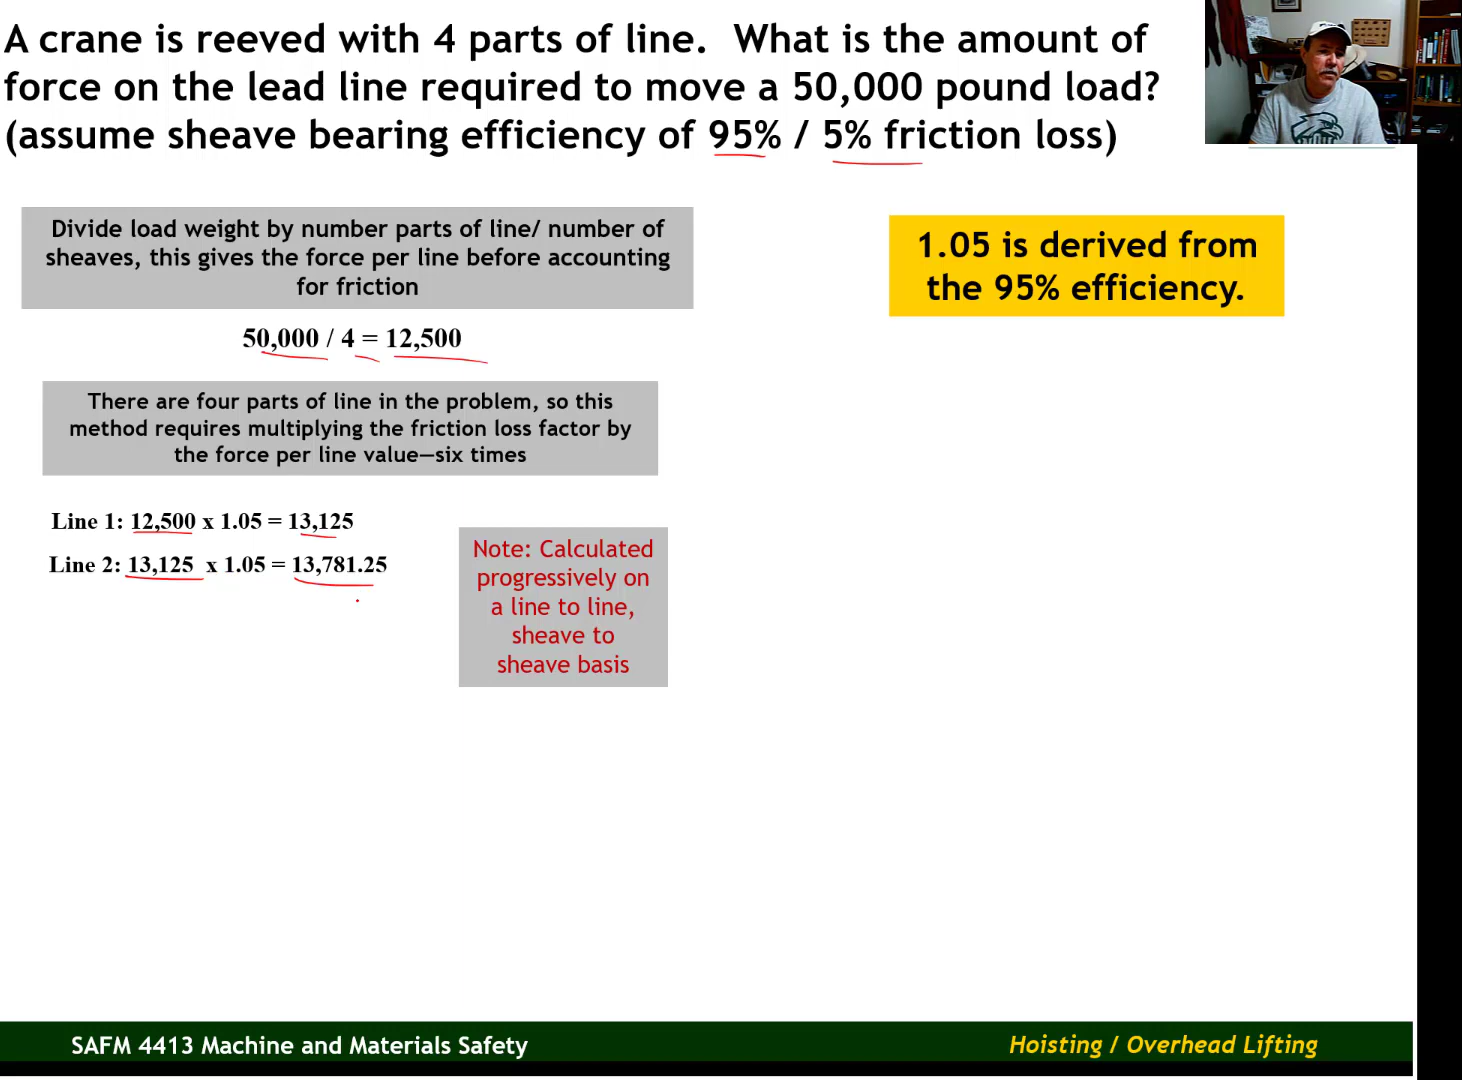 A crane is reeved with 4 parts of line.  What is the amount of
force on the lead line required to move a 50,000 pound load?
(assume sheave bearing efficiency of 95% / 5% friction loss)
Divide load weight by number parts of line/ number of
sheaves, this gives the force per line before accounting
for friction
50,000 / 4 = 12,500
1.05 is derived from
the 95% efficiency.
There are four parts of line in the problem, so this
method requires multiplying the friction loss factor by
the force per line value—six times
Line 1: 12,500 x 1.05 = 13,125
Line 2: 13,125 x 1.05 = 13,781.25
Note: Calculated
progressively on
a line to line,
sheave to
sheave basis
SAFM 4413 Machine and Materials Safety
Hoisting / Overhead Lifting